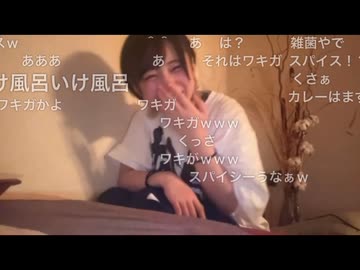 スｗ
あ
は？
雑菌やで
あああ
あ
それはワキガ
スパイス！？
け風呂いけ風呂
くさぁ
ワキガかよ
ワキガ
カレーはます
ワキガｗｗｗ
くっさ
ワキがｗｗｗ
スパイシーうなぁｗ